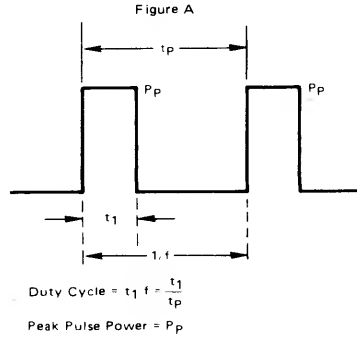 Figure A
tp
Pp Pp
t1
1/f
Duty Cycle = t1 f = t1/tp
Peak Pulse Power = Pp